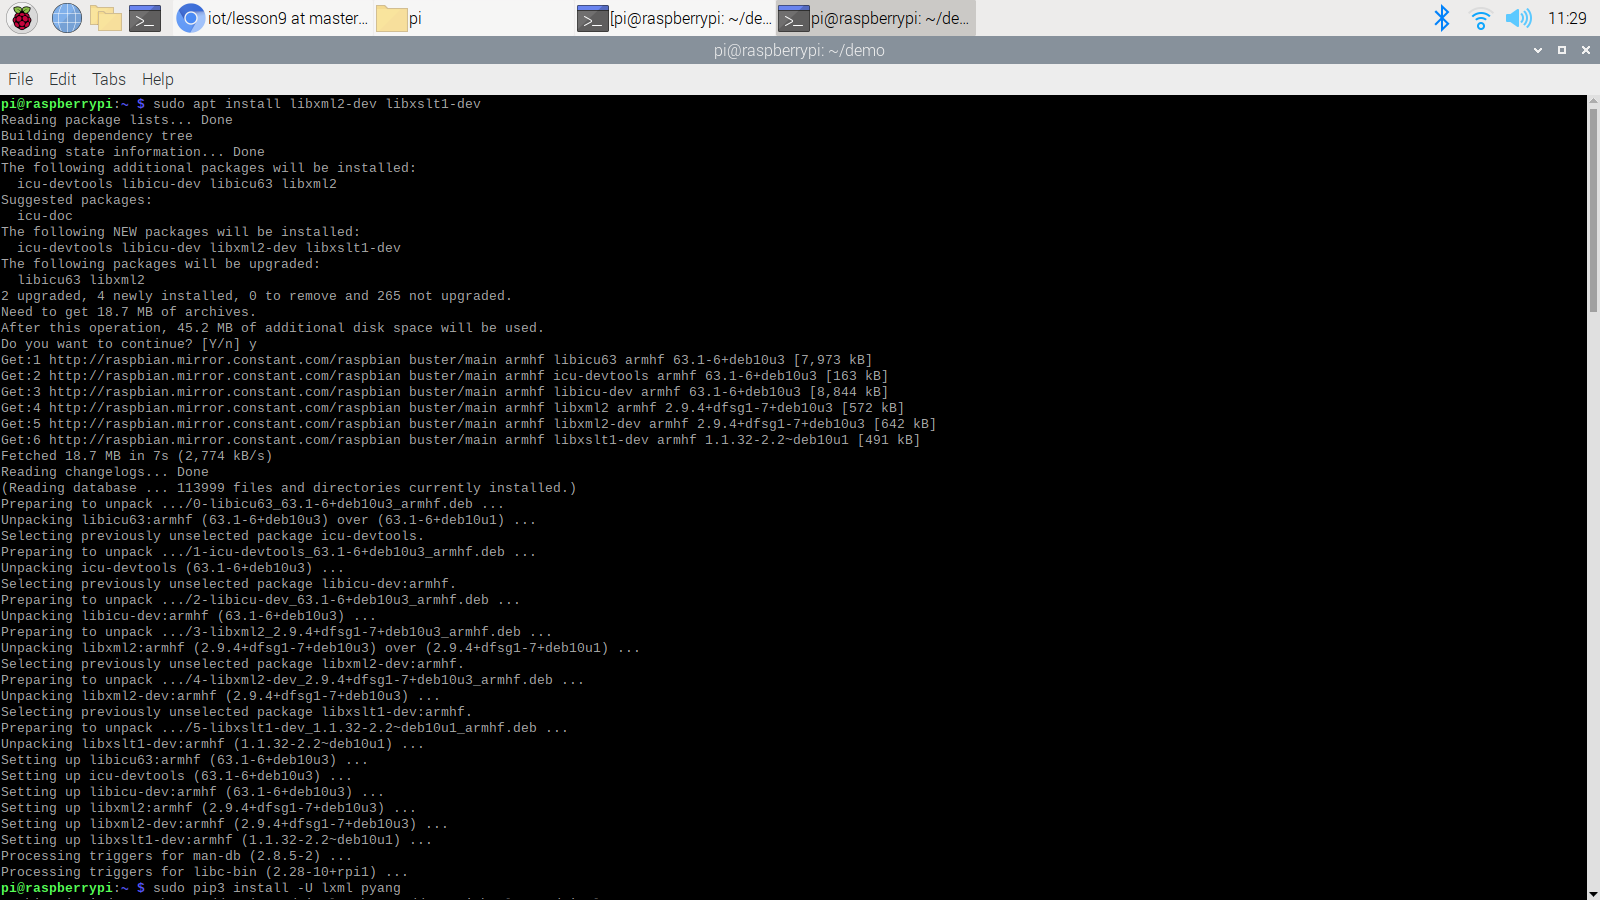 iot/lesson9 at master...
pi
[pi@raspberrypi: ~/de...
pi@raspberrypi: ~/de...
11:29
pi@raspberrypi: ~/demo
File Edit Tabs Help
pi@raspberrypi:~ $ sudo apt install libxml2-dev libxslt1-dev
Reading package lists... Done
Building dependency tree
Reading state information... Done
The following additional packages will be installed:
  icu-devtools libicu-dev libicu63 libxml2
Suggested packages:
  icu-doc
The following NEW packages will be installed:
  icu-devtools libicu-dev libxml2-dev libxslt1-dev
The following packages will be upgraded:
  libicu63 libxml2
2 upgraded, 4 newly installed, 0 to remove and 265 not upgraded.
Need to get 18.7 MB of archives.
After this operation, 45.2 MB of additional disk space will be used.
Do you want to continue? [Y/n] y
Get:1 http://raspbian.mirror.constant.com/raspbian buster/main armhf libicu63 armhf 63.1-6+deb10u3 [7,973 kB]
Get:2 http://raspbian.mirror.constant.com/raspbian buster/main armhf icu-devtools armhf 63.1-6+deb10u3 [163 kB]
Get:3 http://raspbian.mirror.constant.com/raspbian buster/main armhf libicu-dev armhf 63.1-6+deb10u3 [8,844 kB]
Get:4 http://raspbian.mirror.constant.com/raspbian buster/main armhf libxml2 armhf 2.9.4+dfsg1-7+deb10u3 [572 kB]
Get:5 http://raspbian.mirror.constant.com/raspbian buster/main armhf libxml2-dev armhf 2.9.4+dfsg1-7+deb10u3 [642 kB]
Get:6 http://raspbian.mirror.constant.com/raspbian buster/main armhf libxslt1-dev armhf 1.1.32-2.2~deb10u1 [491 kB]
Fetched 18.7 MB in 7s (2,774 kB/s)
Reading changelogs... Done
(Reading database ... 113999 files and directories currently installed.)
Preparing to unpack .../0-libicu63_63.1-6+deb10u3_armhf.deb ...
Unpacking libicu63:armhf (63.1-6+deb10u3) over (63.1-6+deb10u1) ...
Selecting previously unselected package icu-devtools.
Preparing to unpack .../1-icu-devtools_63.1-6+deb10u3_armhf.deb ...
Unpacking icu-devtools (63.1-6+deb10u3) ...
Selecting previously unselected package libicu-dev:armhf.
Preparing to unpack .../2-libicu-dev_63.1-6+deb10u3_armhf.deb ...
Unpacking libicu-dev:armhf (63.1-6+deb10u3) ...
Preparing to unpack .../3-libxml2_2.9.4+dfsg1-7+deb10u3_armhf.deb ...
Unpacking libxml2:armhf (2.9.4+dfsg1-7+deb10u3) over (2.9.4+dfsg1-7+deb10u1) ...
Selecting previously unselected package libxml2-dev:armhf.
Preparing to unpack .../4-libxml2-dev_2.9.4+dfsg1-7+deb10u3_armhf.deb ...
Unpacking libxml2-dev:armhf (2.9.4+dfsg1-7+deb10u3) ...
Selecting previously unselected package libxslt1-dev:armhf.
Preparing to unpack .../5-libxslt1-dev_1.1.32-2.2~deb10u1_armhf.deb ...
Unpacking libxslt1-dev:armhf (1.1.32-2.2~deb10u1) ...
Setting up libicu63:armhf (63.1-6+deb10u3) ...
Setting up icu-devtools (63.1-6+deb10u3) ...
Setting up libicu-dev:armhf (63.1-6+deb10u3) ...
Setting up libxml2:armhf (2.9.4+dfsg1-7+deb10u3) ...
Setting up libxml2-dev:armhf (2.9.4+dfsg1-7+deb10u3) ...
Setting up libxslt1-dev:armhf (1.1.32-2.2~deb10u1) ...
Processing triggers for man-db (2.8.5-2) ...
Processing triggers for libc-bin (2.28-10+rpi1) ...
pi@raspberrypi:~ $ sudo pip3 install -U lxml pyang